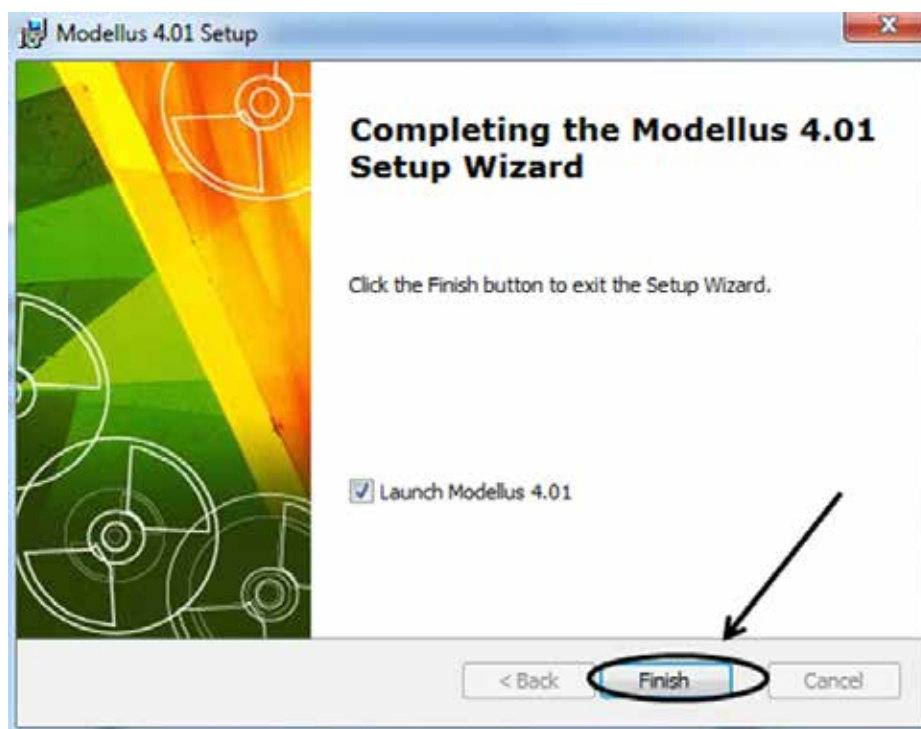 Modellus 4.01 Setup
Completing the Modellus 4.01
Setup Wizard
Click the Finish button to exit the Setup Wizard.
Launch Modellus 4.01
< Back
Finish
Cancel